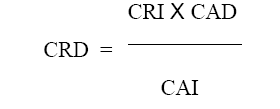 CRI X CAD
CRD =
CAI